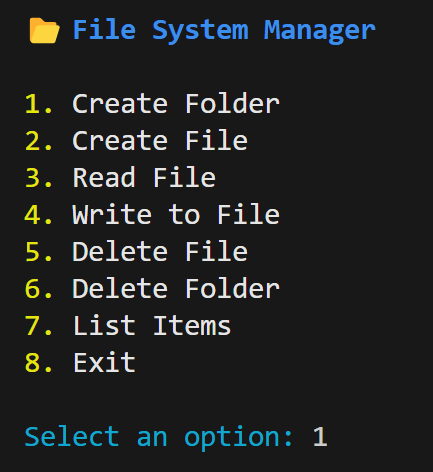 File System Manager
1. Create Folder
2. Create File
3. Read File
4. Write to File
5. Delete File
6. Delete Folder
7. List Items
8. Exit
Select an option: 1